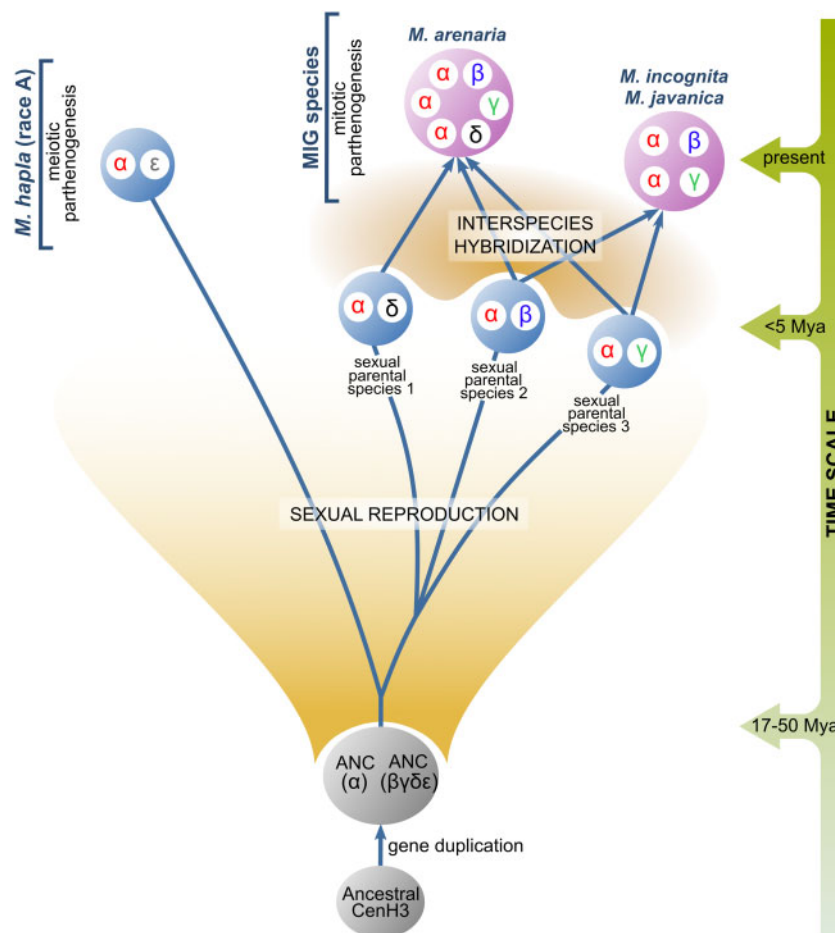 M. arenaria
M. incognita
M. javanica
M. hapla (race A)
meiotic
parthenogenesis
MIG species
mitotic
parthenogenesis
α β
α γ
α δ
α β
α γ
α ε
present
INTERSPECIES
HYBRIDIZATION
α δ
α β
α γ
<5 Mya
sexual
parental
species 1
sexual
parental
species 2
sexual
parental
species 3
TIME SCALE
SEXUAL REPRODUCTION
17-50 Mya
ANC ANC
(α) (βγδε)
gene duplication
Ancestral
CenH3